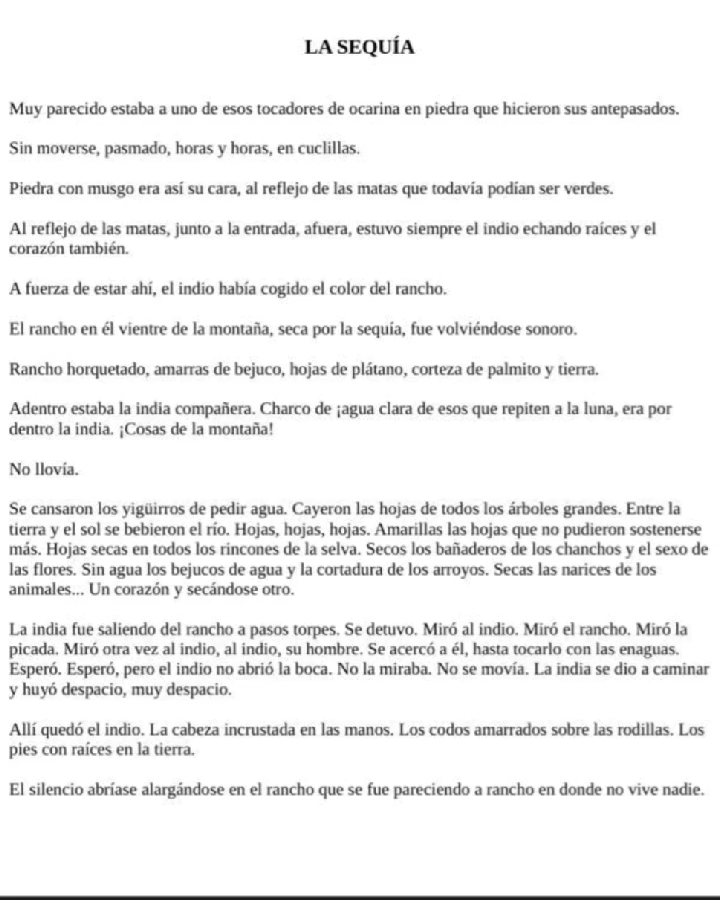 LA SEQUÍA
Muy parecido estaba a uno de esos tocadores de ocarina en piedra que hicieron sus antepasados.
Sin moverse, pasmado, horas y horas, en cuclillas.
Piedra con musgo era así su cara, al reflejo de las matas que todavía podían ser verdes.
Al reflejo de las matas, junto a la entrada, afuera, estuvo siempre el indio echando raíces y el
corazón también.
A fuerza de estar ahí, el indio había cogido el color del rancho.
El rancho en él vientre de la montaña, seca por la sequía, fue volviéndose sonoro.
Rancho horquetado, amarras de bejuco, hojas de plátano, corteza de palmito y tierra.
Adentro estaba la india compañera. Charco de ¡agua clara de esos que repiten a la luna, era por
dentro la india. ¡Cosas de la montaña!
No llovía.
Se cansaron los yigüirros de pedir agua. Cayeron las hojas de todos los árboles grandes. Entre la
tierra y el sol se bebieron el río. Hojas, hojas, hojas. Amarillas las hojas que no pudieron sostenerse
más. Hojas secas en todos los rincones de la selva. Secos los bañaderos de los chanchos y el sexo de
las flores. Sin agua los bejucos de agua y la cortadura de los arroyos. Secas las narices de los
animales... Un corazón y secándose otro.
La india fue saliendo del rancho a pasos torpes. Se detuvo. Miró al indio. Miró el rancho. Miró la
picada. Miró otra vez al indio, al indio, su hombre. Se acercó a él, hasta tocarlo con las enaguas.
Esperó. Esperó, pero el indio no abrió la boca. No la miraba. No se movía. La india se dio a caminar
y huyó despacio, muy despacio.
Allí quedó el indio. La cabeza incrustada en las manos. Los codos amarrados sobre las rodillas. Los
pies con raíces en la tierra.
El silencio abríase alargándose en el rancho que se fue pareciendo a rancho en donde no vive nadie.